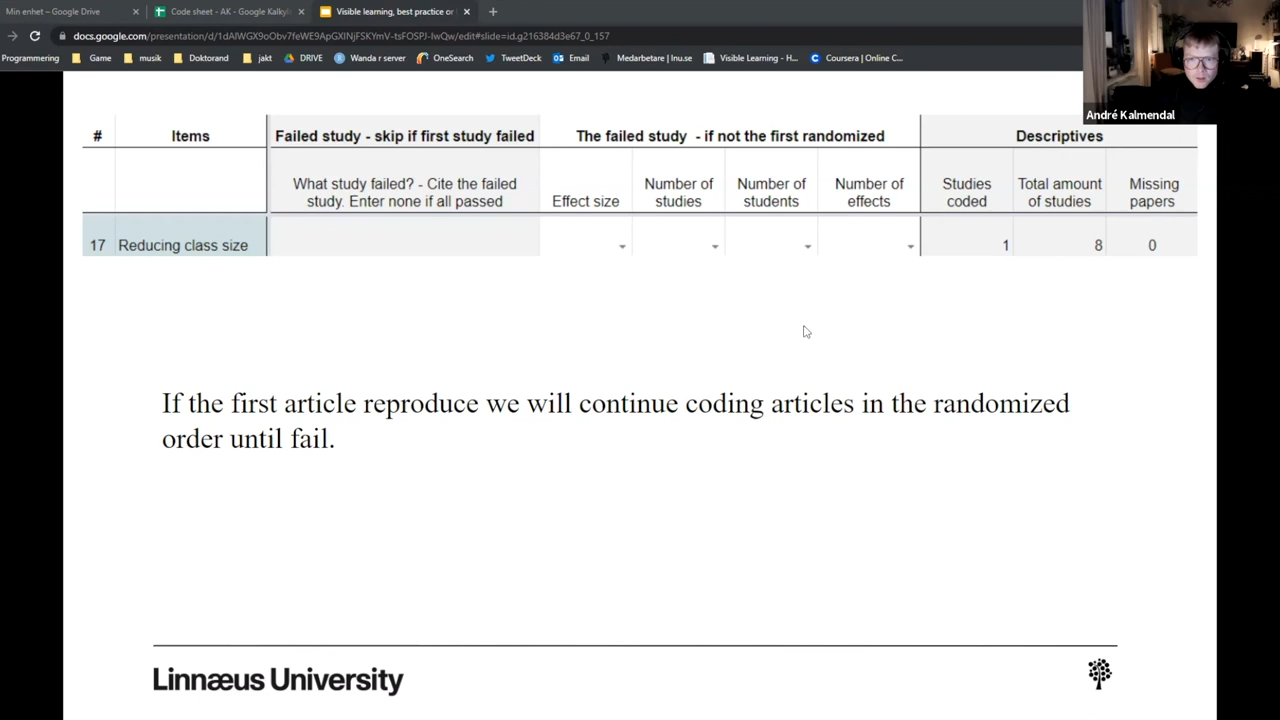 Min enhet – Google Drive
Code sheet - AK - Google Kalkyl
Visible learning, best practice or
docs.google.com/presentation/d/1dAlWGX9oObv7feWE9ApGXlNjFSKYmV-tsFOSPJ-IwQw/edit#slide=id.g216384d3e67_0_157
Programmering Game musik Doktorand jakt DRIVE Wanda r server OneSearch TweetDeck Email Medarbetare | lnu.se Visible Learning - H... Coursera | Online C...
André Kalmendal
# Items Failed study - skip if first study failed The failed study - if not the first randomized Descriptives
What study failed? - Cite the failed study. Enter none if all passed
Effect size
Number of studies
Number of students
Number of effects
Studies coded
Total amount of studies
Missing papers
17 Reducing class size 1 8 0
If the first article reproduce we will continue coding articles in the randomized
order until fail.
Linnæus University